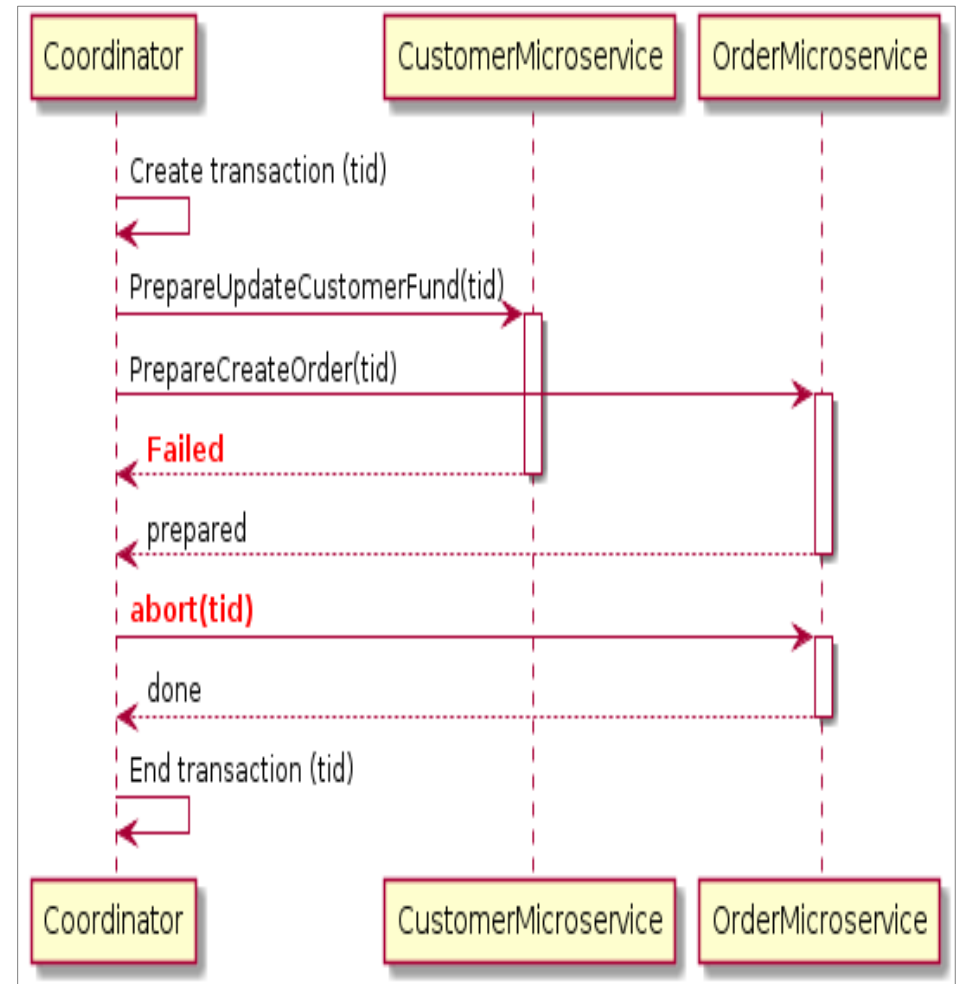 Coordinator
CustomerMicroservice
OrderMicroservice
Create transaction (tid)
PrepareUpdateCustomerFund(tid)
PrepareCreateOrder(tid)
Failed
prepared
abort(tid)
done
End transaction (tid)
Coordinator
CustomerMicroservice
OrderMicroservice